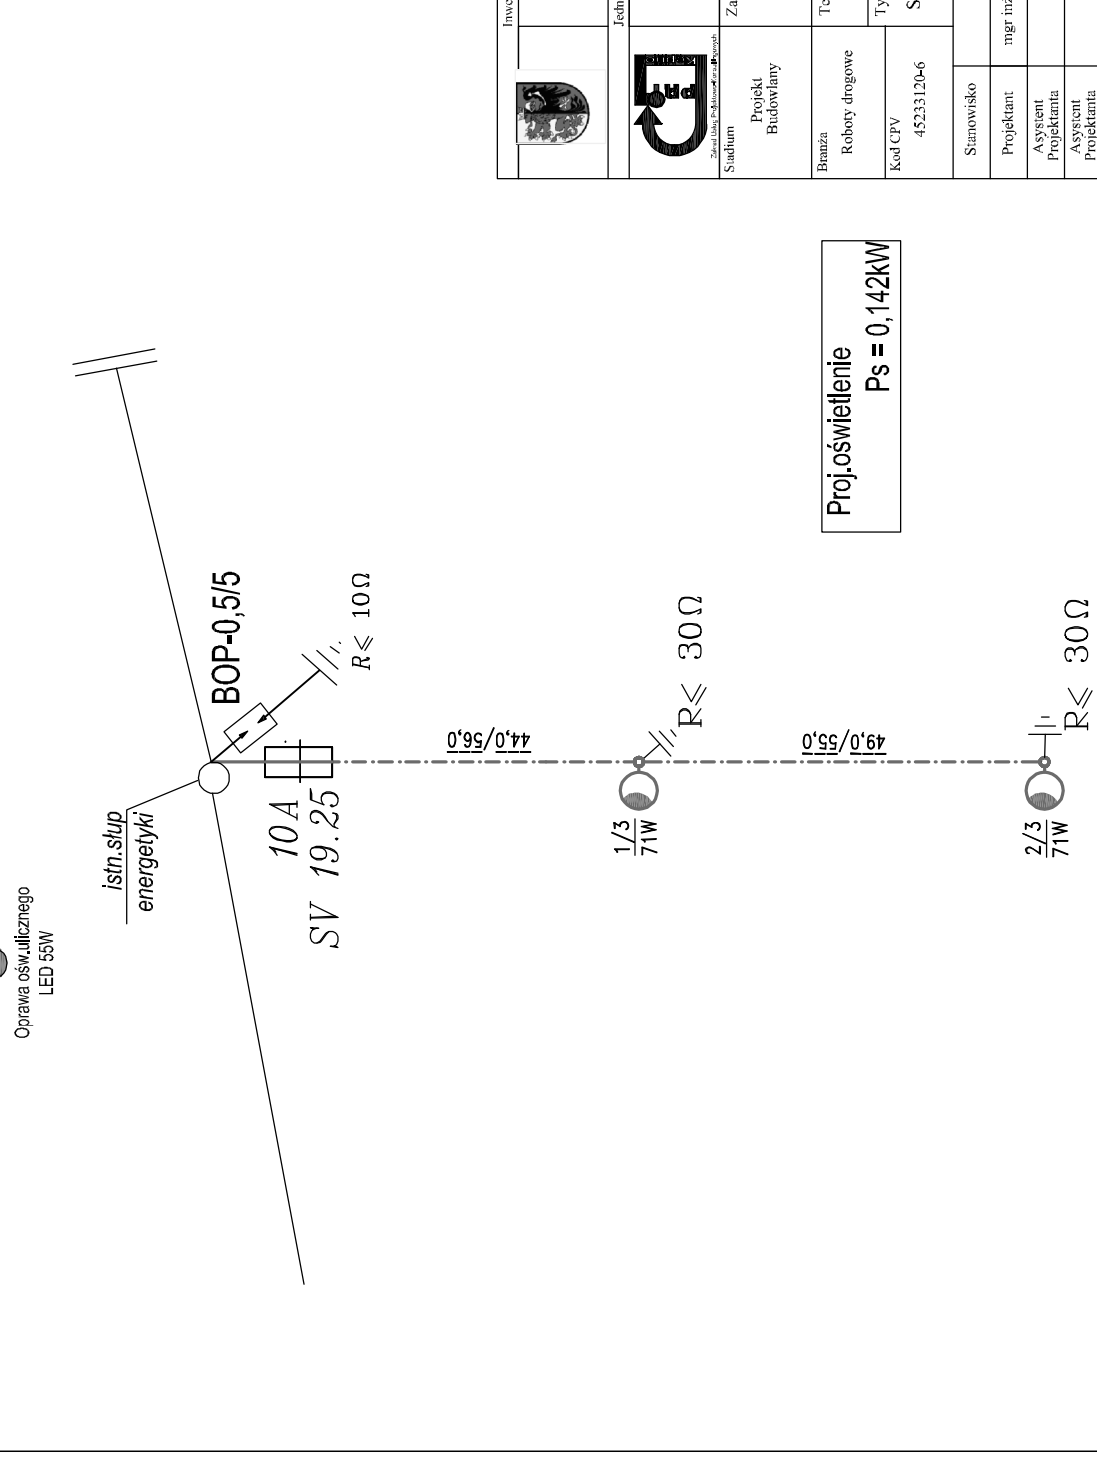 Oprawa ośw.ulicznego
LED 55W
istn.słup
energetyki
BOP-0,5/5
R⩽ 10Ω
10A
SV 19.25
44,0/56,0
1/3
71W
R⩽ 30Ω
49,0/55,0
2/3
71W
R⩽ 30Ω
Proj.oświetlenie
Ps = 0,142kW
Stadium
Projekt
Budowlany
Branża
Roboty drogowe
Kod CPV
45233120-6
Stanowisko
Projektant
mgr inż
Asystent
Projektanta
Asystent
Projektanta